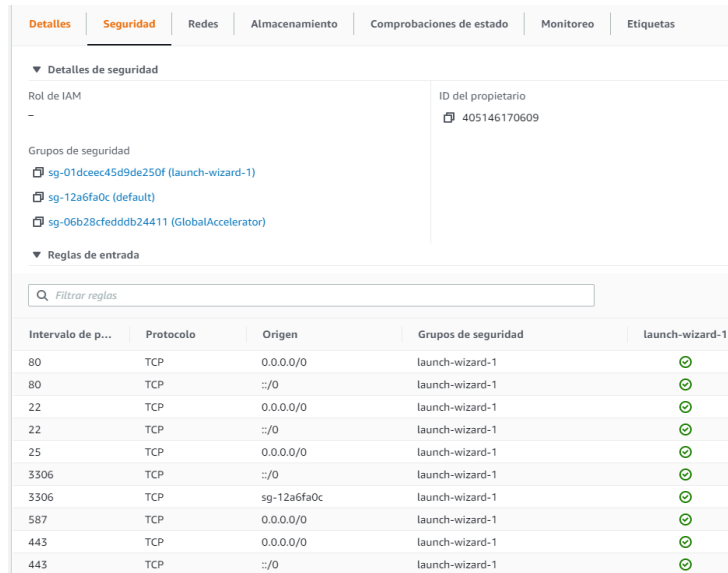 Detalles Seguridad Redes Almacenamiento Comprobaciones de estado Monitoreo Etiquetas
▼ Detalles de seguridad
Rol de IAM
–
ID del propietario
405146170609
Grupos de seguridad
sg-01dceec45d9de250f (launch-wizard-1)
sg-12a6fa0c (default)
sg-06b28cfedddb24411 (GlobalAccelerator)
▼ Reglas de entrada
Filtrar reglas
Intervalo de p... Protocolo Origen Grupos de seguridad launch-wizard-1
80 TCP 0.0.0.0/0 launch-wizard-1
80 TCP ::/0 launch-wizard-1
22 TCP 0.0.0.0/0 launch-wizard-1
22 TCP ::/0 launch-wizard-1
25 TCP 0.0.0.0/0 launch-wizard-1
3306 TCP ::/0 launch-wizard-1
3306 TCP sg-12a6fa0c launch-wizard-1
587 TCP 0.0.0.0/0 launch-wizard-1
443 TCP 0.0.0.0/0 launch-wizard-1
443 TCP ::/0 launch-wizard-1